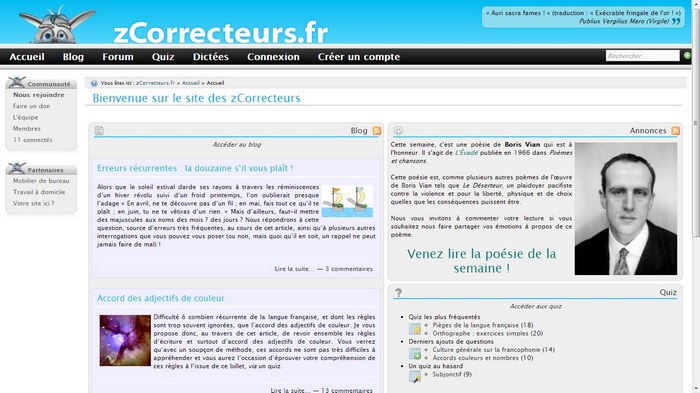 zCorrecteurs.fr
« Auri sacra fames ! » (traduction : « Exécrable fringale de l'or ! »)
Publius Vergilius Maro (Virgile)
Accueil Blog Forum Quiz Dictées Connexion Créer un compte
Rechercher...
Communauté
Nous rejoindre
Faire un don
L'équipe
Membres
11 connectés
Partenaires
Mobilier de bureau
Travail à domicile
Votre site ici ?
Vous êtes ici : zCorrecteurs.fr » Accueil » Accueil
Bienvenue sur le site des zCorrecteurs
Blog
Accéder au blog
Erreurs récurrentes : la douzaine s'il vous plaît !
Alors que le soleil estival darde ses rayons à travers les réminiscences
d'un hiver révolu suivi d'un froid printemps, l'on oublierait presque
l'adage « En avril, ne te découvre pas d'un fil ; en mai, fais tout ce qu'il te
plaît ; en juin, tu ne te vêtiras d'un rien. » Mais d'ailleurs, faut-il mettre
des majuscules aux noms des mois ? des jours ? Nous répondrons à cette
question, source d'erreurs très fréquentes, au cours de cet article, ainsi qu'à plusieurs autres
interrogations que vous pouvez vous poser (ou non, mais quoi qu'il en soit, un rappel ne peut
jamais faire de mal) !
Lire la suite... — 3 commentaires
Accord des adjectifs de couleur
Difficulté ô combien récurrente de la langue française, et dont les règles
sont trop souvent ignorées, que l'accord des adjectifs de couleur. Je vous
propose donc, au travers de cet article, de revoir ensemble les règles
d'écriture et surtout d'accord des adjectifs de couleur. Vous verrez
qu'avec un soupçon de méthode, ces accords ne sont pas très difficiles à
appréhender et vous aurez l'occasion d'éprouver votre compréhension de
ces règles à l'issue de ce billet, via un quiz.
Lire la suite... — 13 commentaires
Annonces
Cette semaine, c'est une poésie de Boris Vian qui est à
l'honneur. Il s'agit de L'Évadé publiée en 1966 dans Poèmes
et chansons.
Cette poésie est, comme plusieurs autres poèmes de l'œuvre
de Boris Vian tels que Le Déserteur, un plaidoyer pacifiste
contre la violence et pour la liberté, physique et de choix
quelles que les conséquences puissent être.
Nous vous invitons à commenter votre lecture si vous
souhaitez nous faire partager vos émotions à propos de ce
poème.
Venez lire la poésie de la
semaine !
Quiz
Accéder aux quiz
Quiz les plus fréquentés
Pièges de la langue française (18)
Orthographe : exercices simples (20)
Derniers ajouts de questions
Culture générale sur la francophonie (14)
Accords couleurs et nombres (10)
Un quiz au hasard
Subjonctif (9)